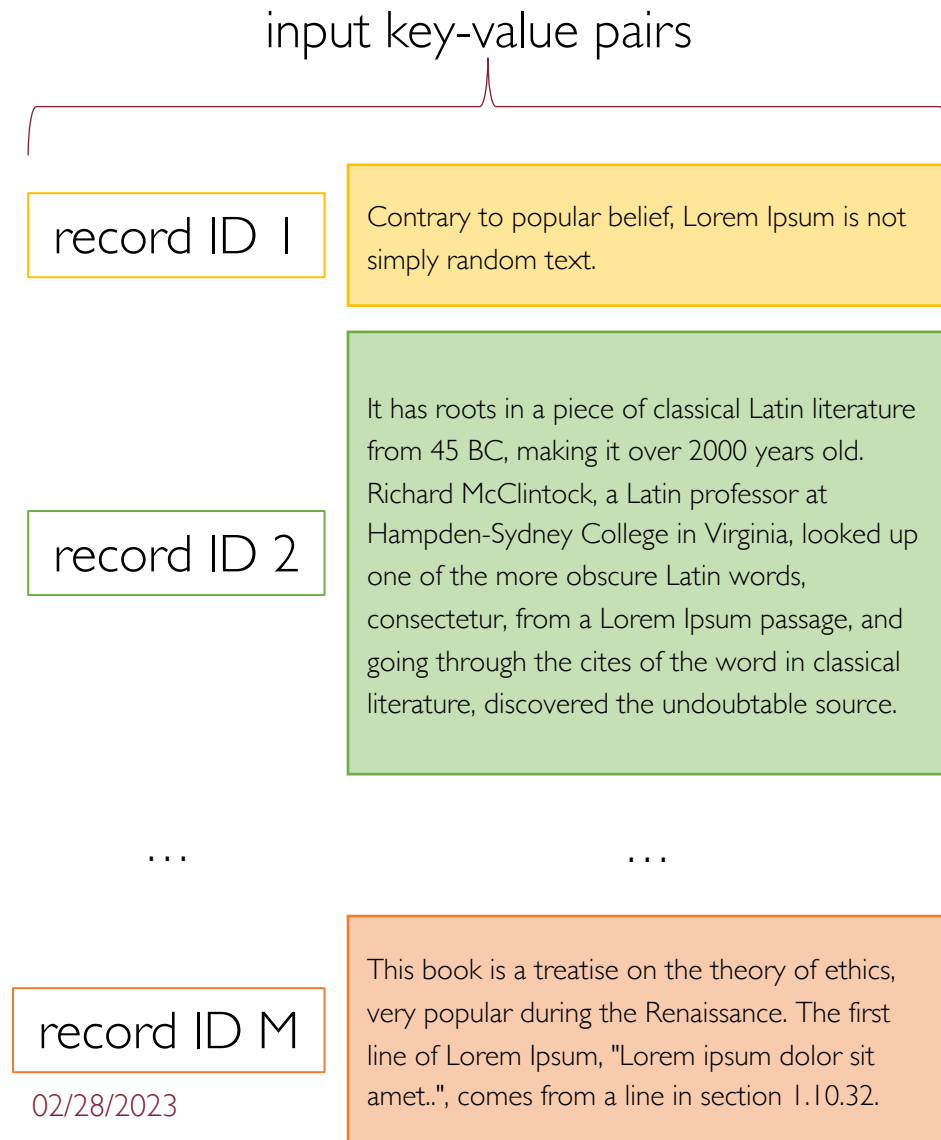 input key-value pairs
record ID 1
Contrary to popular belief, Lorem Ipsum is not
simply random text.
record ID 2
It has roots in a piece of classical Latin literature
from 45 BC, making it over 2000 years old.
Richard McClintock, a Latin professor at
Hampden-Sydney College in Virginia, looked up
one of the more obscure Latin words,
consectetur, from a Lorem Ipsum passage, and
going through the cites of the word in classical
literature, discovered the undoubtable source.
... ...
record ID M
This book is a treatise on the theory of ethics,
very popular during the Renaissance. The first
line of Lorem Ipsum, "Lorem ipsum dolor sit
amet..", comes from a line in section 1.10.32.
02/28/2023